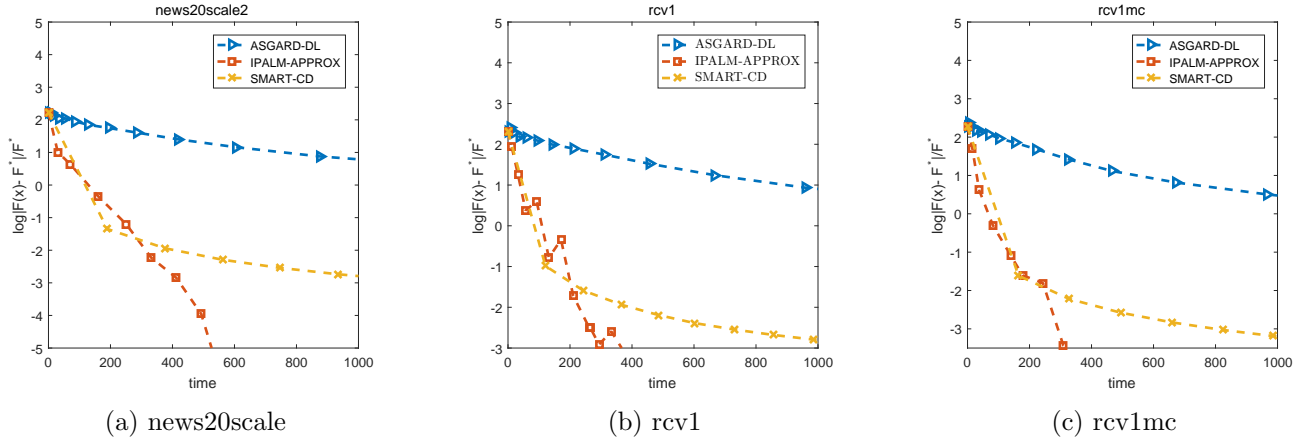 news20scale2
5
4
3
2
1
0
-1
-2
-3
-4
-5
log|F(x)- F*|/F*
0 200 400 600 800 1000
time
ASGARD-DL
IPALM-APPROX
SMART-CD
(a) news20scale
rcv1
5
4
3
2
1
0
-1
-2
-3
log|F(x)- F*|/F*
0 200 400 600 800 1000
time
ASGARD-DL
IPALM-APPROX
SMART-CD
(b) rcv1
rcv1mc
5
4
3
2
1
0
-1
-2
-3
log|F(x)- F*|/F*
0 200 400 600 800 1000
time
ASGARD-DL
IPALM-APPROX
SMART-CD
(c) rcv1mc